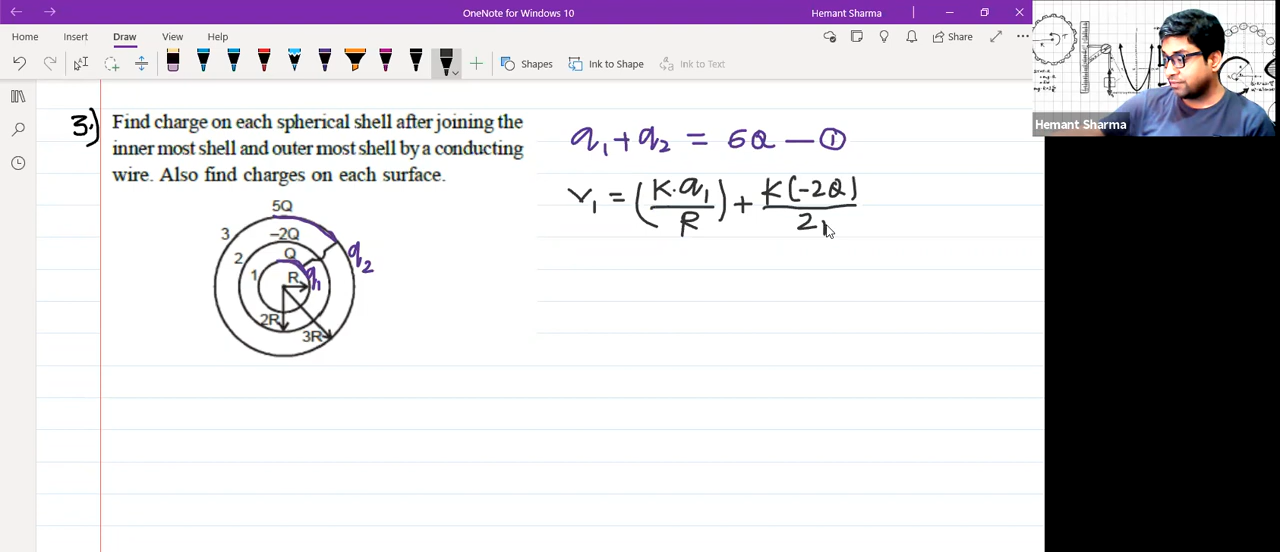 OneNote for Windows 10
Hemant Sharma
Home Insert Draw View Help
Share
Shapes
Ink to Shape
Ink to Text
Hemant Sharma
3.)
Find charge on each spherical shell after joining the
inner most shell and outer most shell by a conducting
wire. Also find charges on each surface.
5Q
3
-2Q
2
Q
1
R
q1
q2
2R
3R
q1 + q2 = 6Q — ①
V1 = (K.q1/R) + K(-2Q)/2